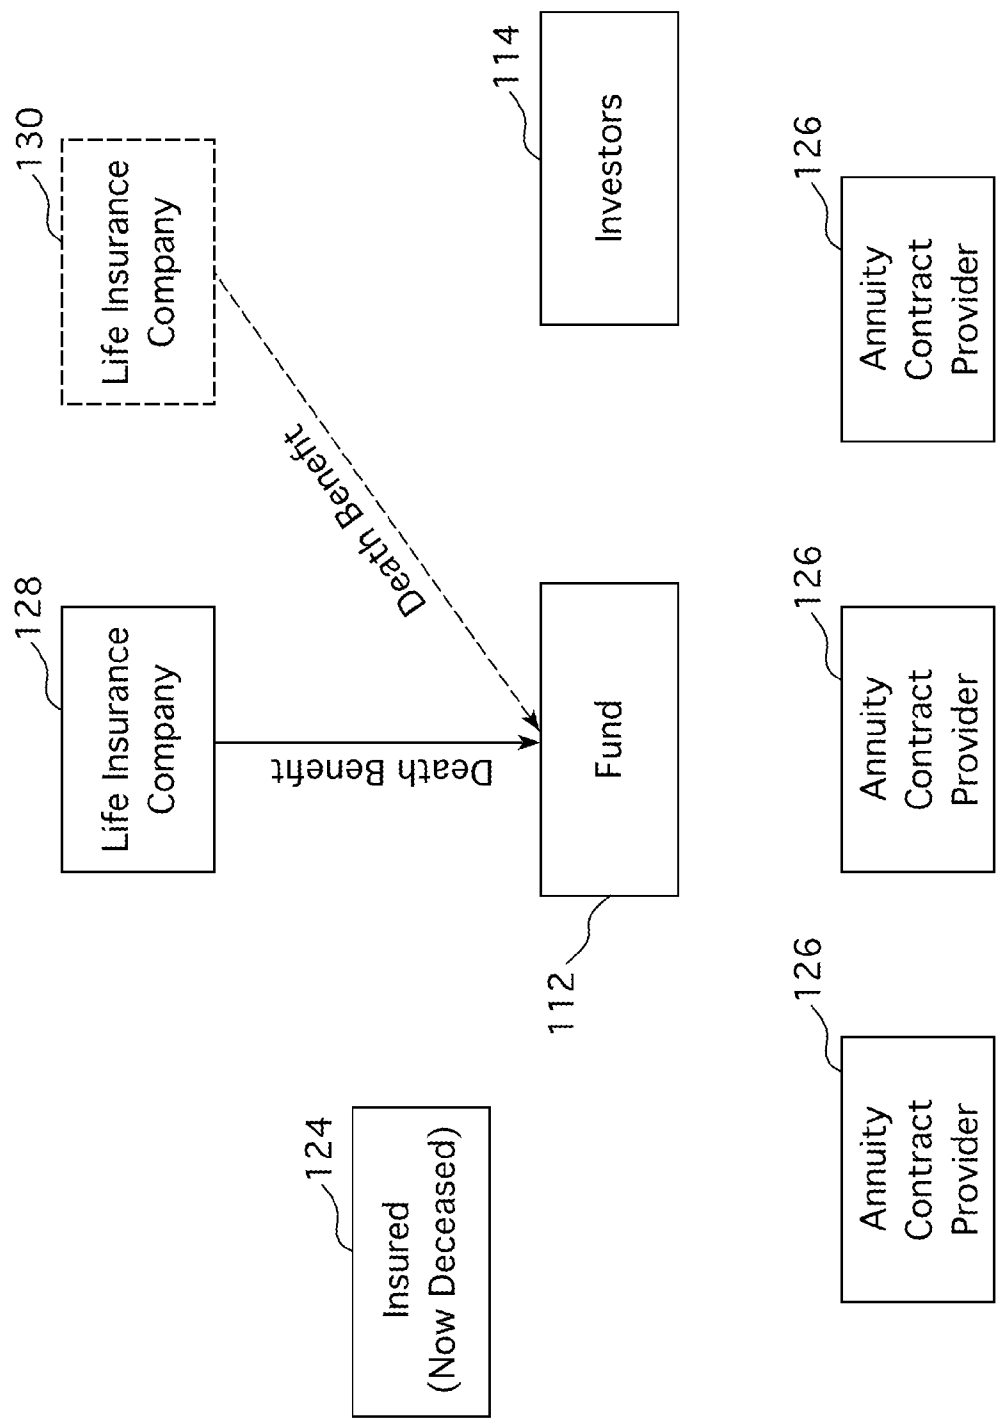 128
Life Insurance
Company
130
Life Insurance
Company
Death Benefit
Death Benefit
124
Insured
(Now Deceased)
112
Fund
114
Investors
126
Annuity
Contract
Provider
126
Annuity
Contract
Provider
126
Annuity
Contract
Provider